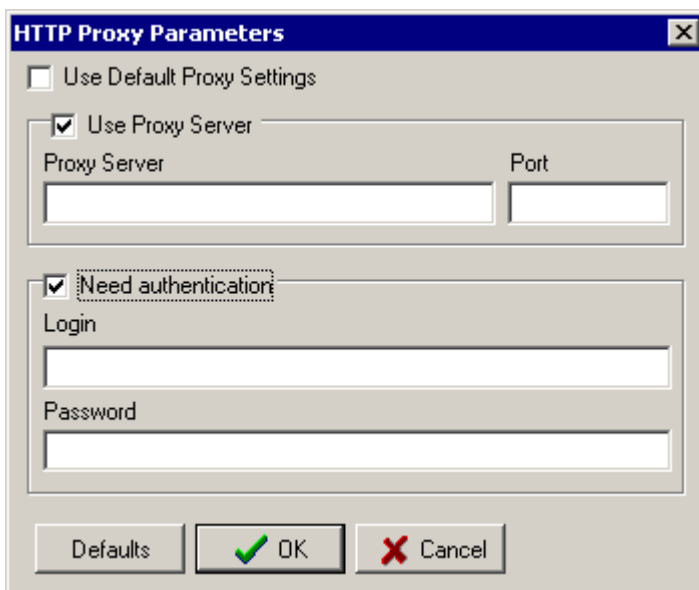 HTTP Proxy Parameters
Use Default Proxy Settings
Use Proxy Server
Proxy Server Port
Need authentication
Login
Password
Defaults OK Cancel